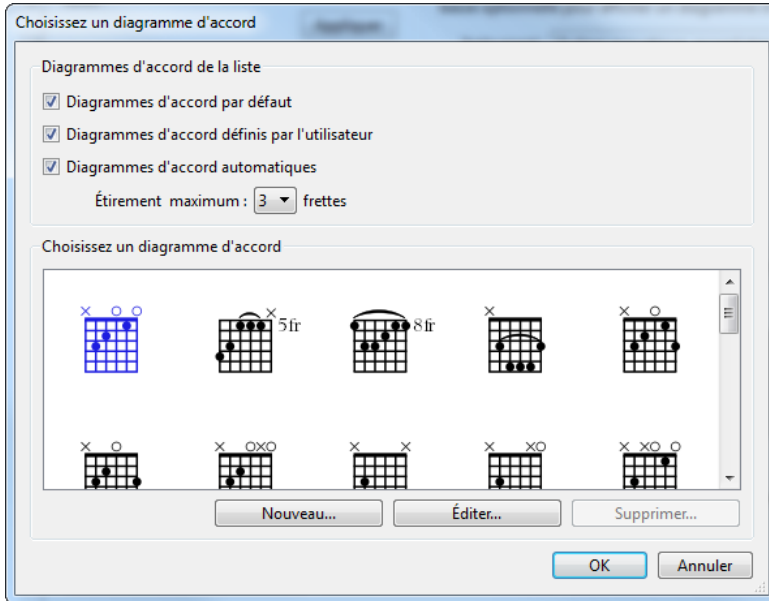 Choisissez un diagramme d'accord
Diagrammes d'accord de la liste
Diagrammes d'accord par défaut
Diagrammes d'accord définis par l'utilisateur
Diagrammes d'accord automatiques
Étirement maximum : 3 frettes
Choisissez un diagramme d'accord
5fr
8fr
Nouveau...
Éditer...
Supprimer...
OK
Annuler